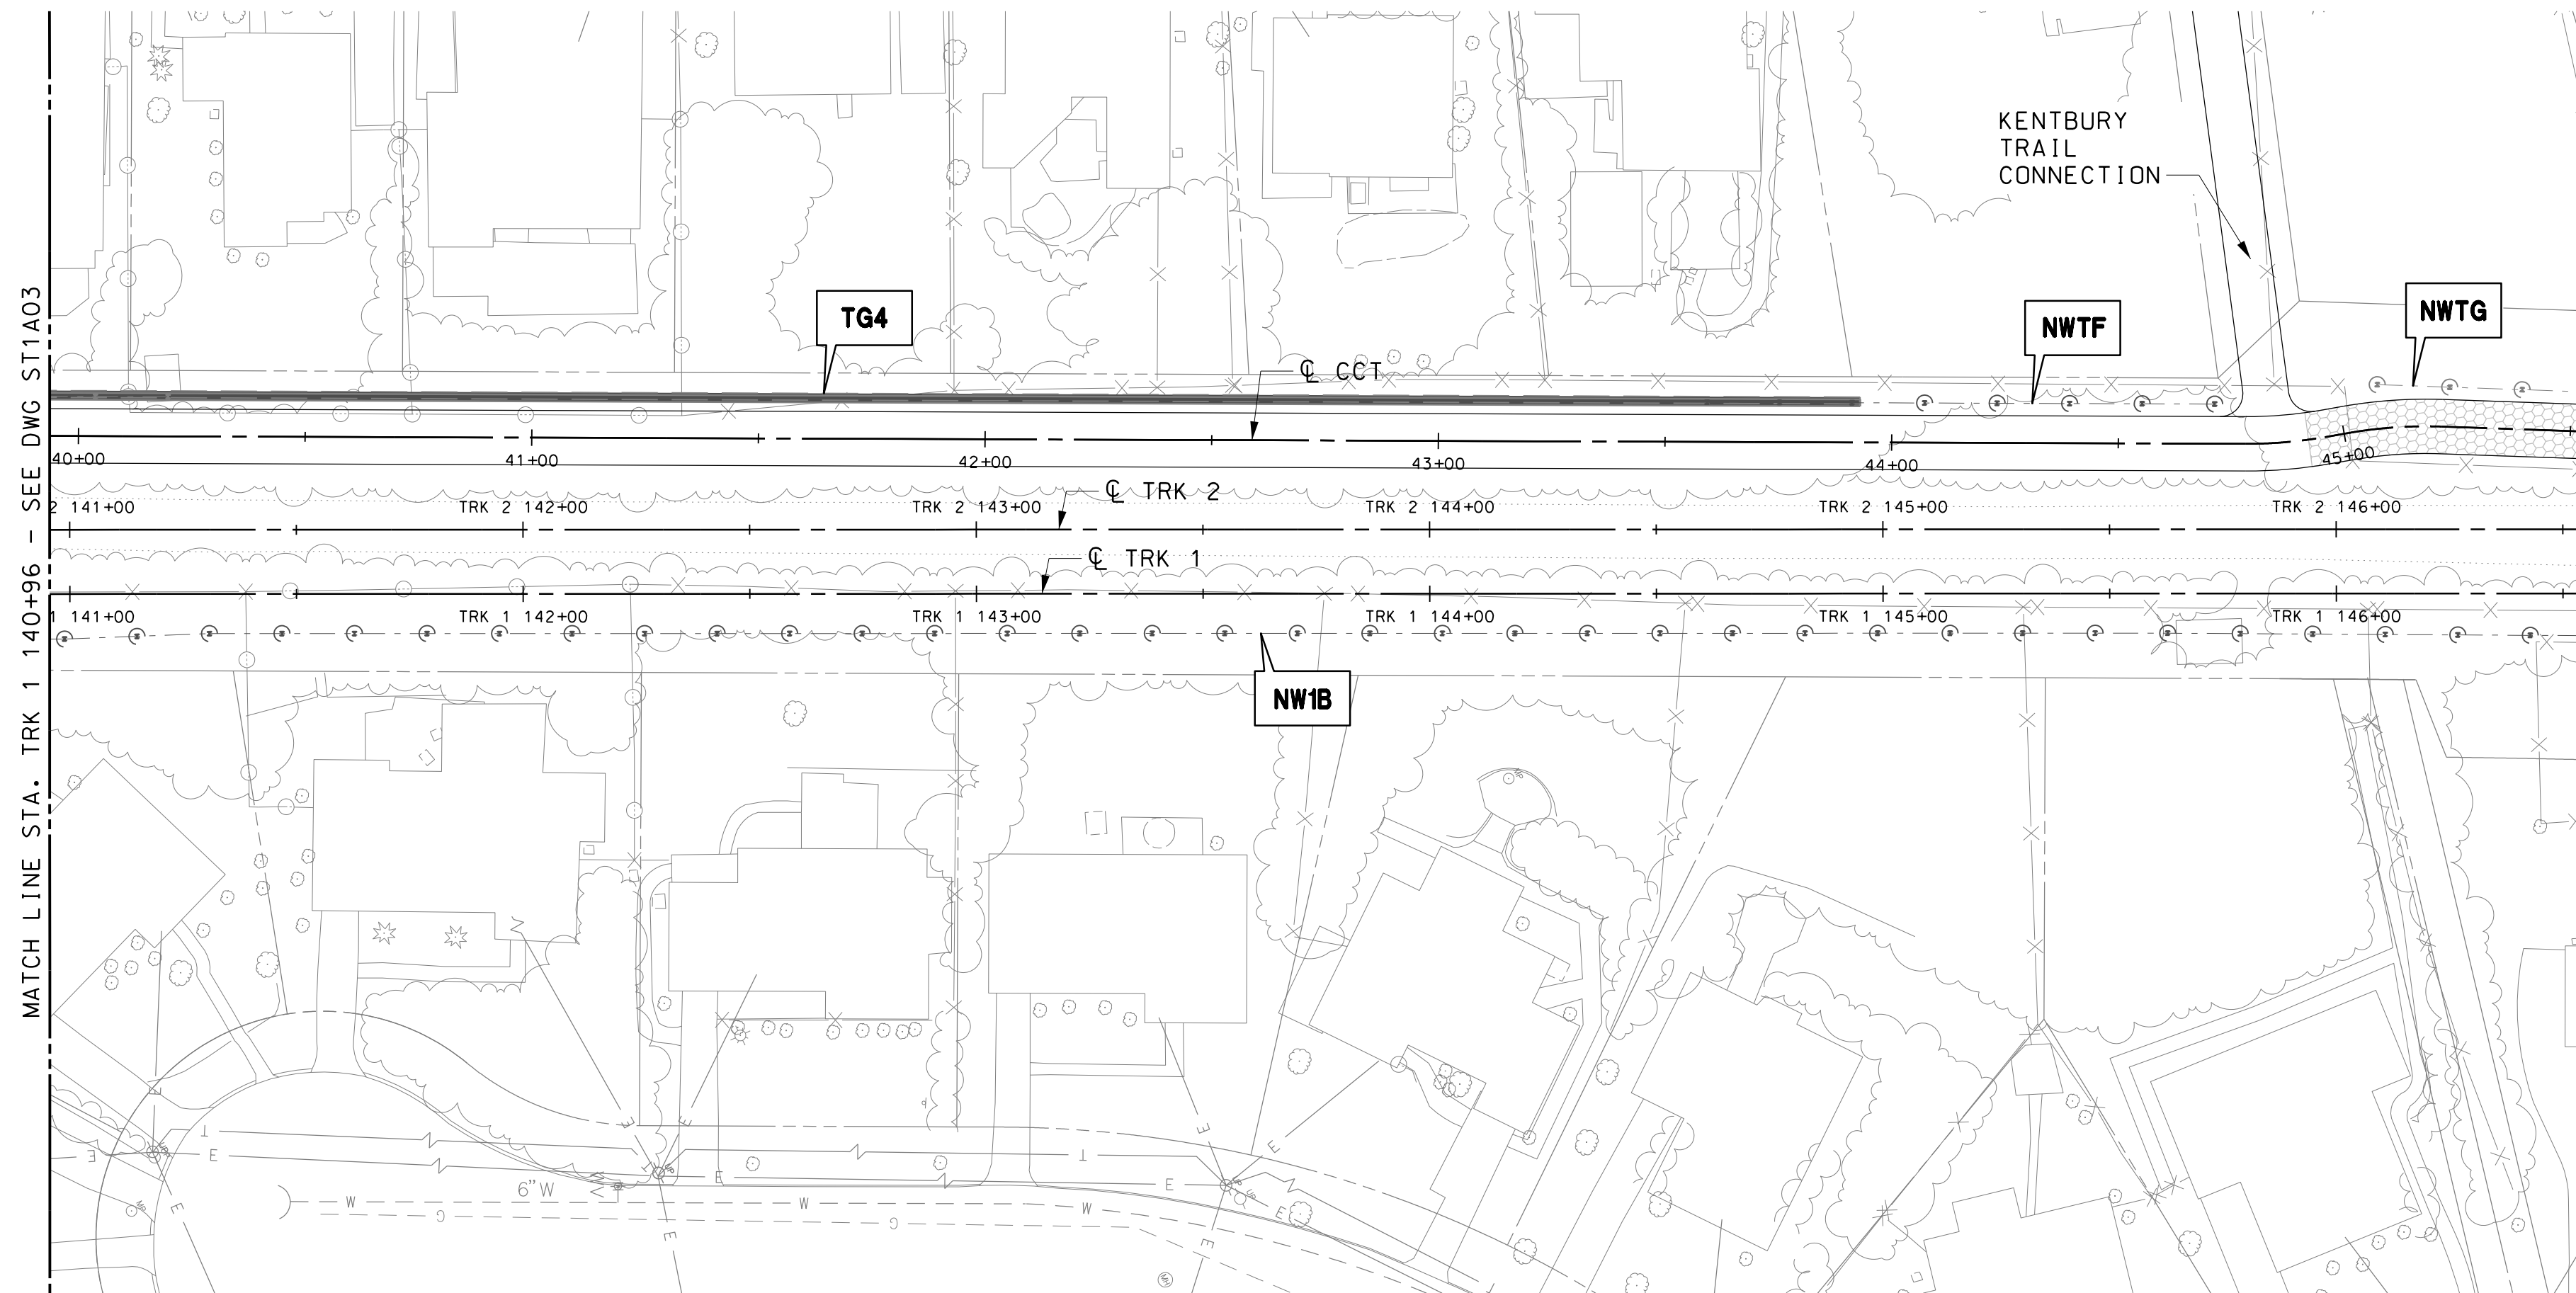 KENTBURY
TRAIL
CONNECTION
TG4
NWTF
NWTG
℄ CCT
40+00
41+00
42+00
43+00
44+00
45+00
℄ TRK 2
2 141+00
TRK 2 142+00
TRK 2 143+00
TRK 2 144+00
TRK 2 145+00
TRK 2 146+00
℄ TRK 1
1 141+00
TRK 1 142+00
TRK 1 143+00
TRK 1 144+00
TRK 1 145+00
TRK 1 146+00
NW1B
MATCH LINE STA. TRK 1 140+96 - SEE DWG ST1A03
T
E
E
E
E
E
T
E
E
E
E
6"W
W
W
W
G
G
E
E
E
MH